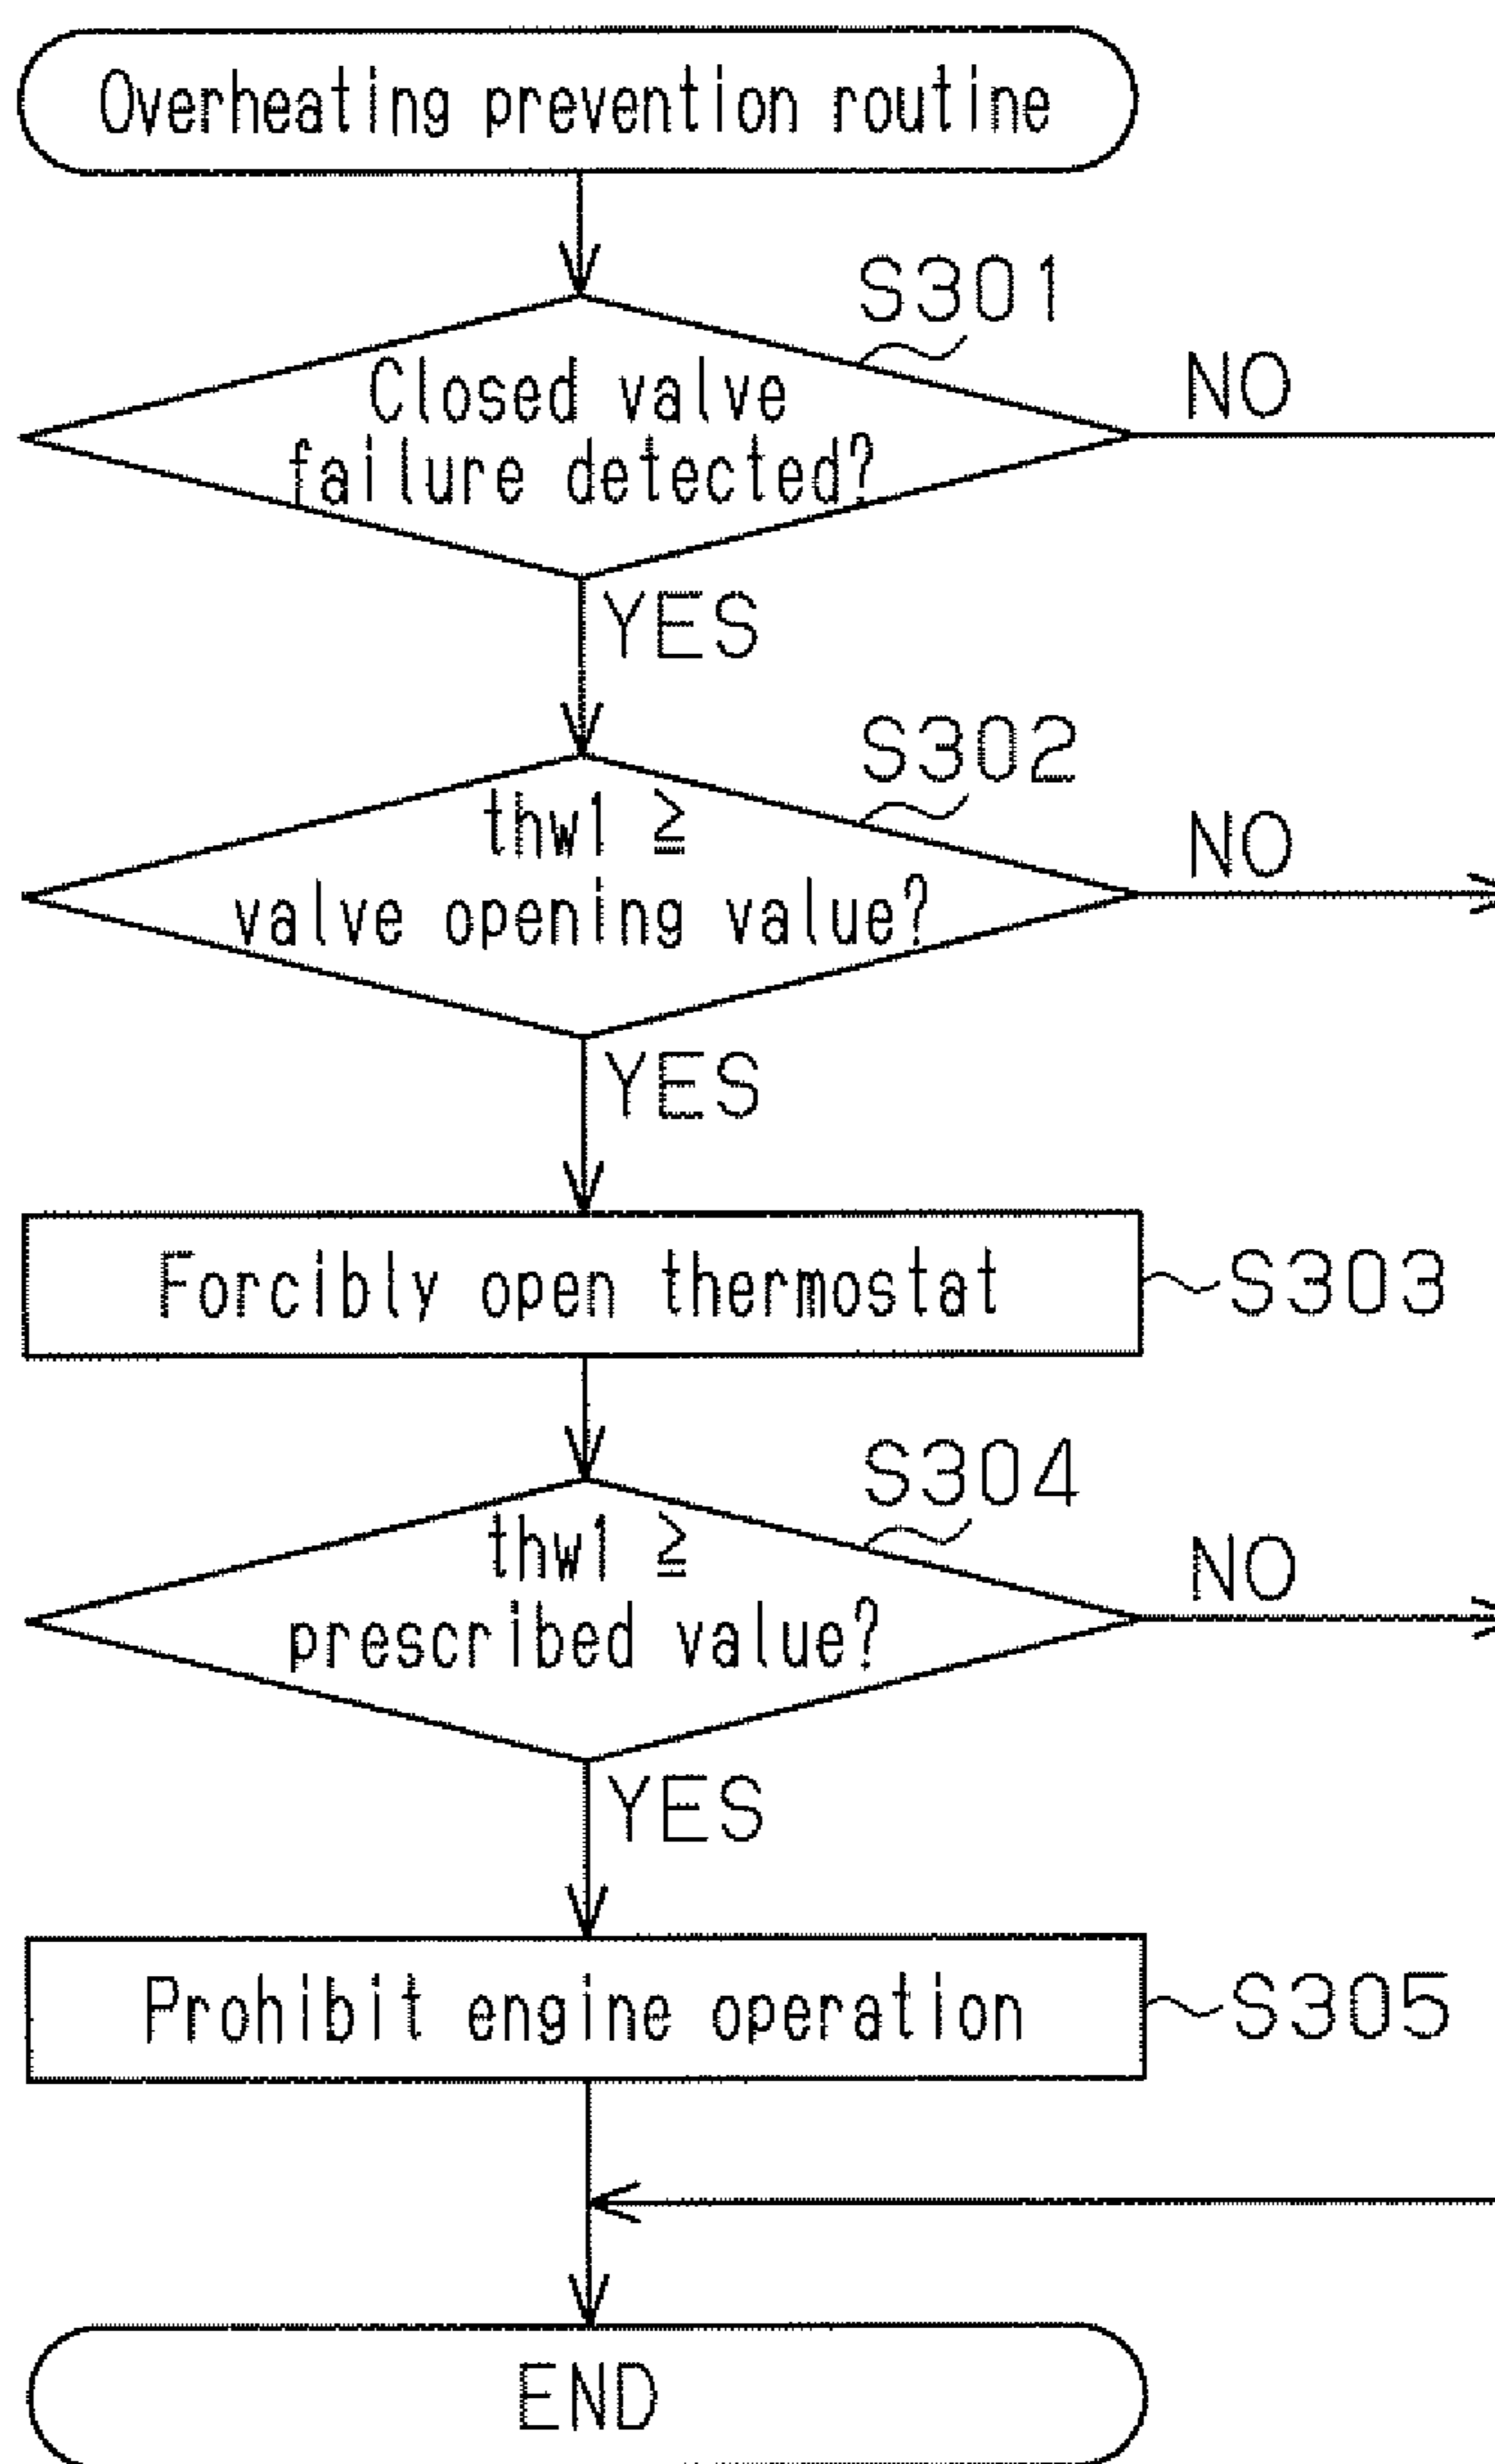 Overheating prevention routine
S301
Closed valve
failure detected?
NO
YES
S302
thw1 ≧
valve opening value?
NO
YES
Forcibly open thermostat
S303
S304
thw1 ≧
prescribed value?
NO
YES
Prohibit engine operation
S305
END